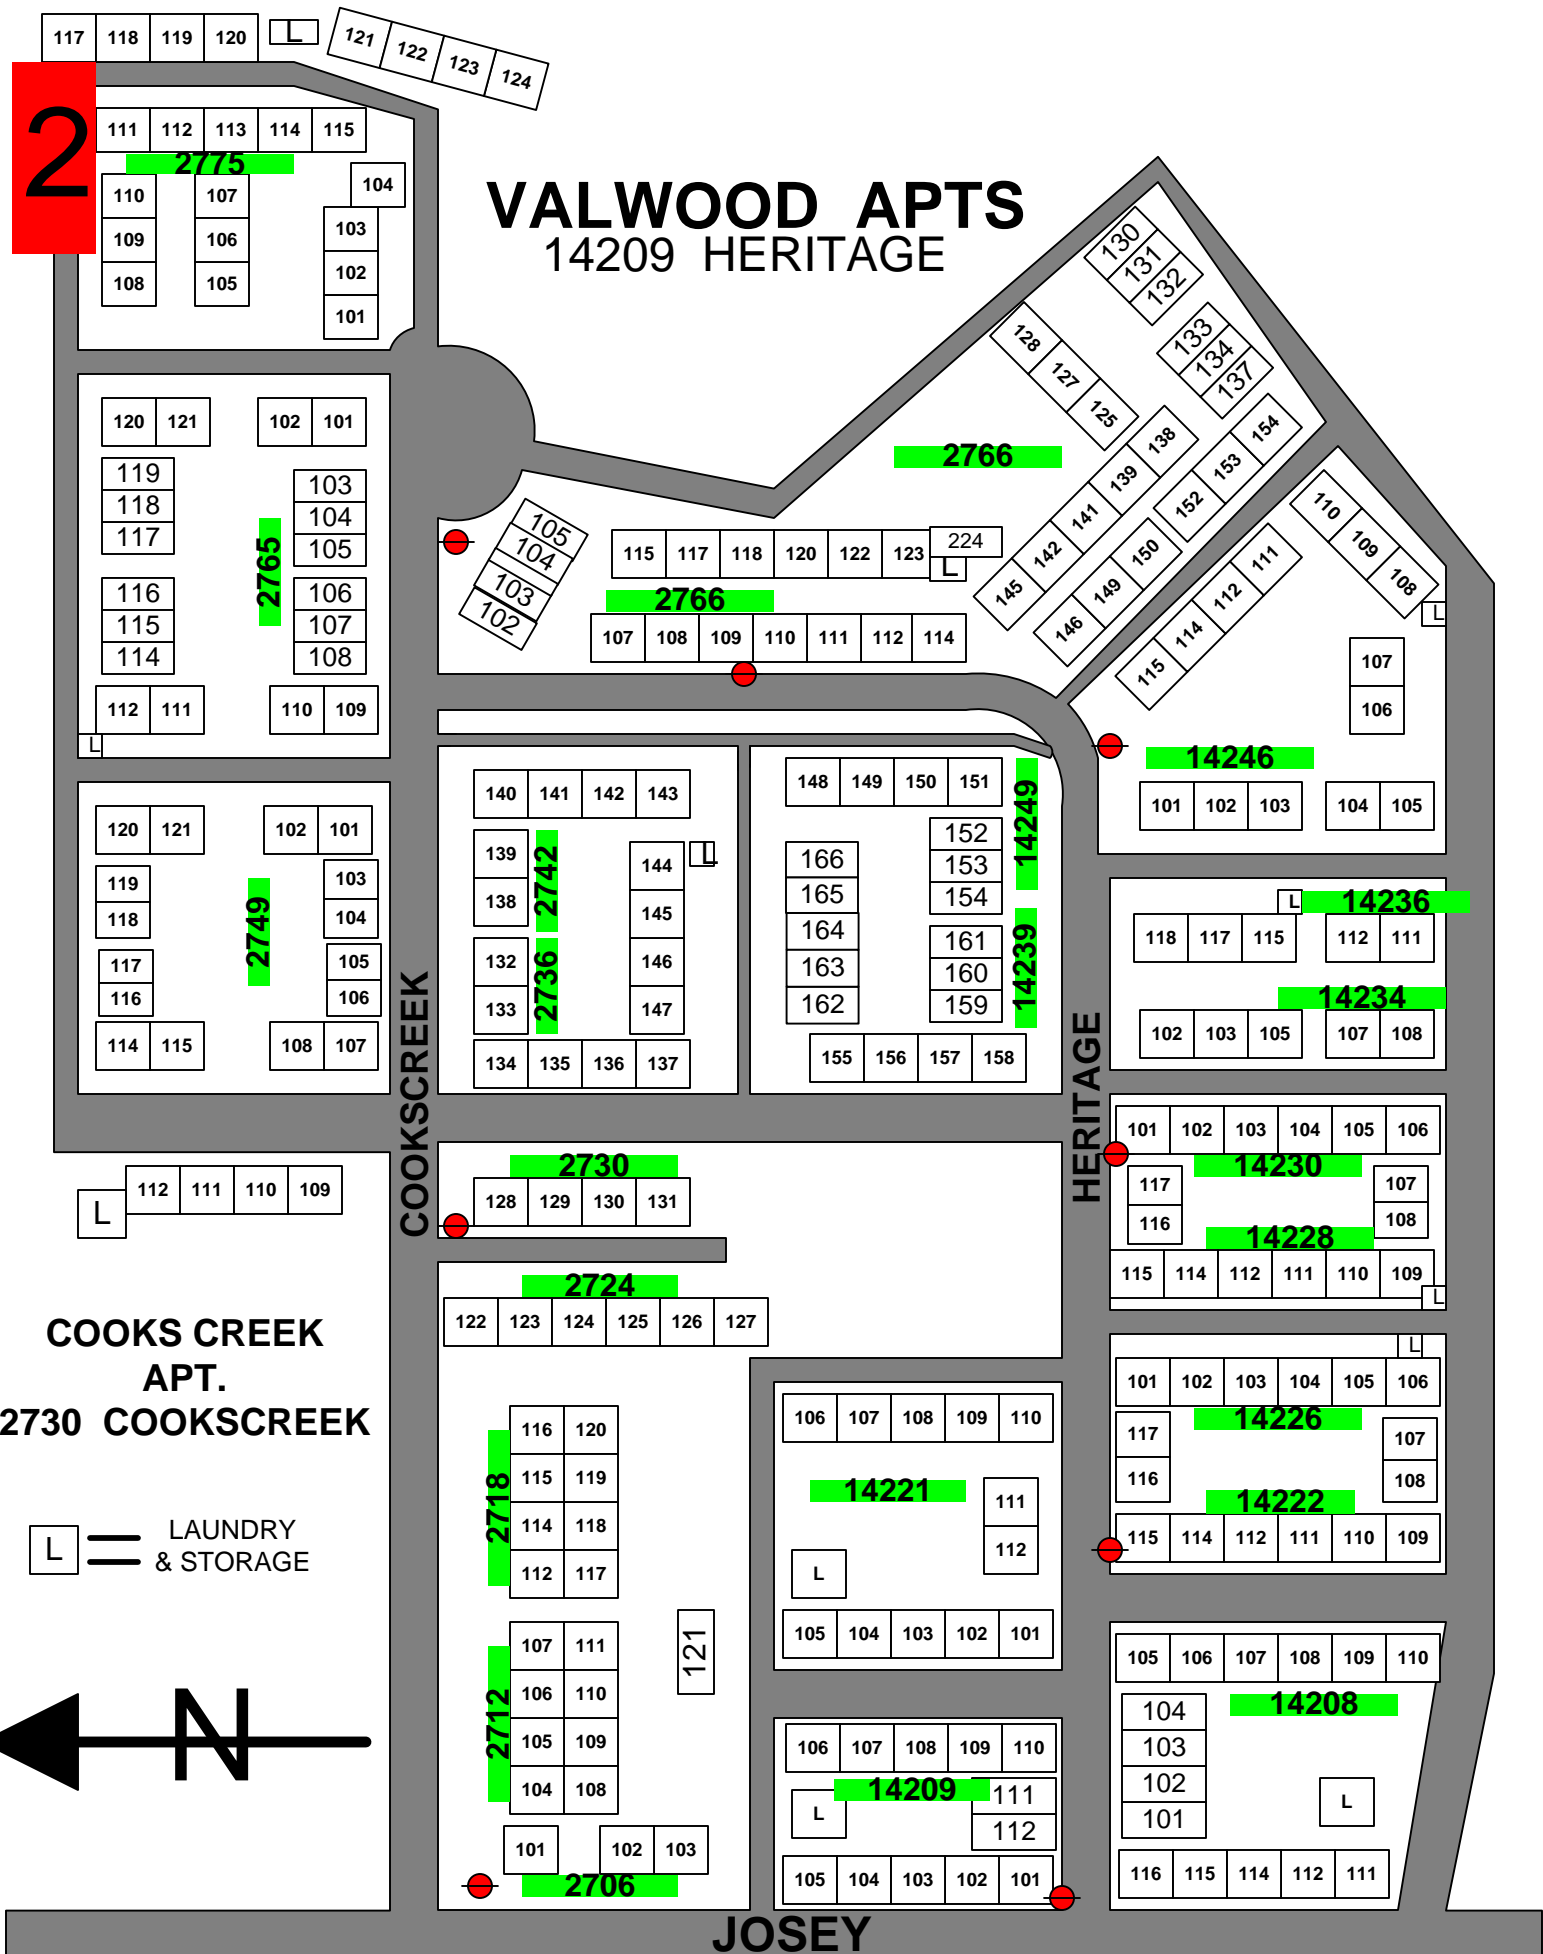 117 118 119 120 L 121 122 123 124
2
111 112 113 114 115
2775
110 107 104
109 106 103
108 105 102
101
VALWOOD APTS
14209 HERITAGE
130
131
132
133
134
137
128 127 125
2766
138 139 141 142 145
154 153 152 150 149 146
120 121 102 101
119 103
118 104
117 105
2765
116 106
115 107
114 108
112 111 110 109
L
105
104
103
102
115 117 118 120 122 123 224
L
2766
107 108 109 110 111 112 114
110 109 108
L
111 112 114 115
107
106
14246
101 102 103 104 105
120 121 102 101
119 103
118 104
2749
117 105
116 106
114 115 108 107
140 141 142 143
139 144 L
138 145
2742
132 146
133 147
2736
134 135 136 137
148 149 150 151
14249
166 152
165 153
164 154
163 161
162 160
159
14239
155 156 157 158
L 14236
118 117 115 112 111
14234
102 103 105 107 108
COOKSCREEK
HERITAGE
101 102 103 104 105 106
14230
117 107
116 108
14228
115 114 112 111 110 109
L
L 112 111 110 109
2730
128 129 130 131
2724
122 123 124 125 126 127
COOKS CREEK
APT.
2730 COOKSCREEK
L LAUNDRY
& STORAGE
N
L
101 102 103 104 105 106
14226
117 107
116 108
14222
115 114 112 111 110 109
116 120
115 119
114 118
112 117
2718
107 111
106 110
105 109
104 108
2712
121
101 102 103
2706
106 107 108 109 110
14221
111
112
L
105 104 103 102 101
106 107 108 109 110
14209
L 111
112
105 104 103 102 101
105 106 107 108 109 110
14208
104
103
102
101
L
116 115 114 112 111
JOSEY